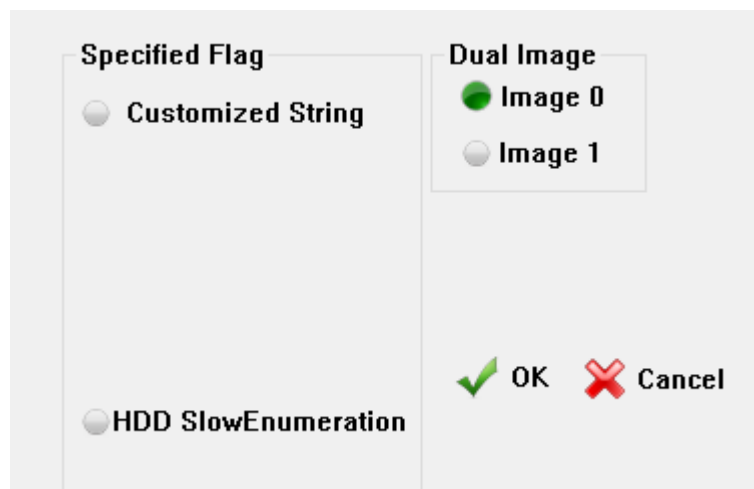 Specified Flag
Customized String
HDD SlowEnumeration
Dual Image
Image 0
Image 1
OK
Cancel